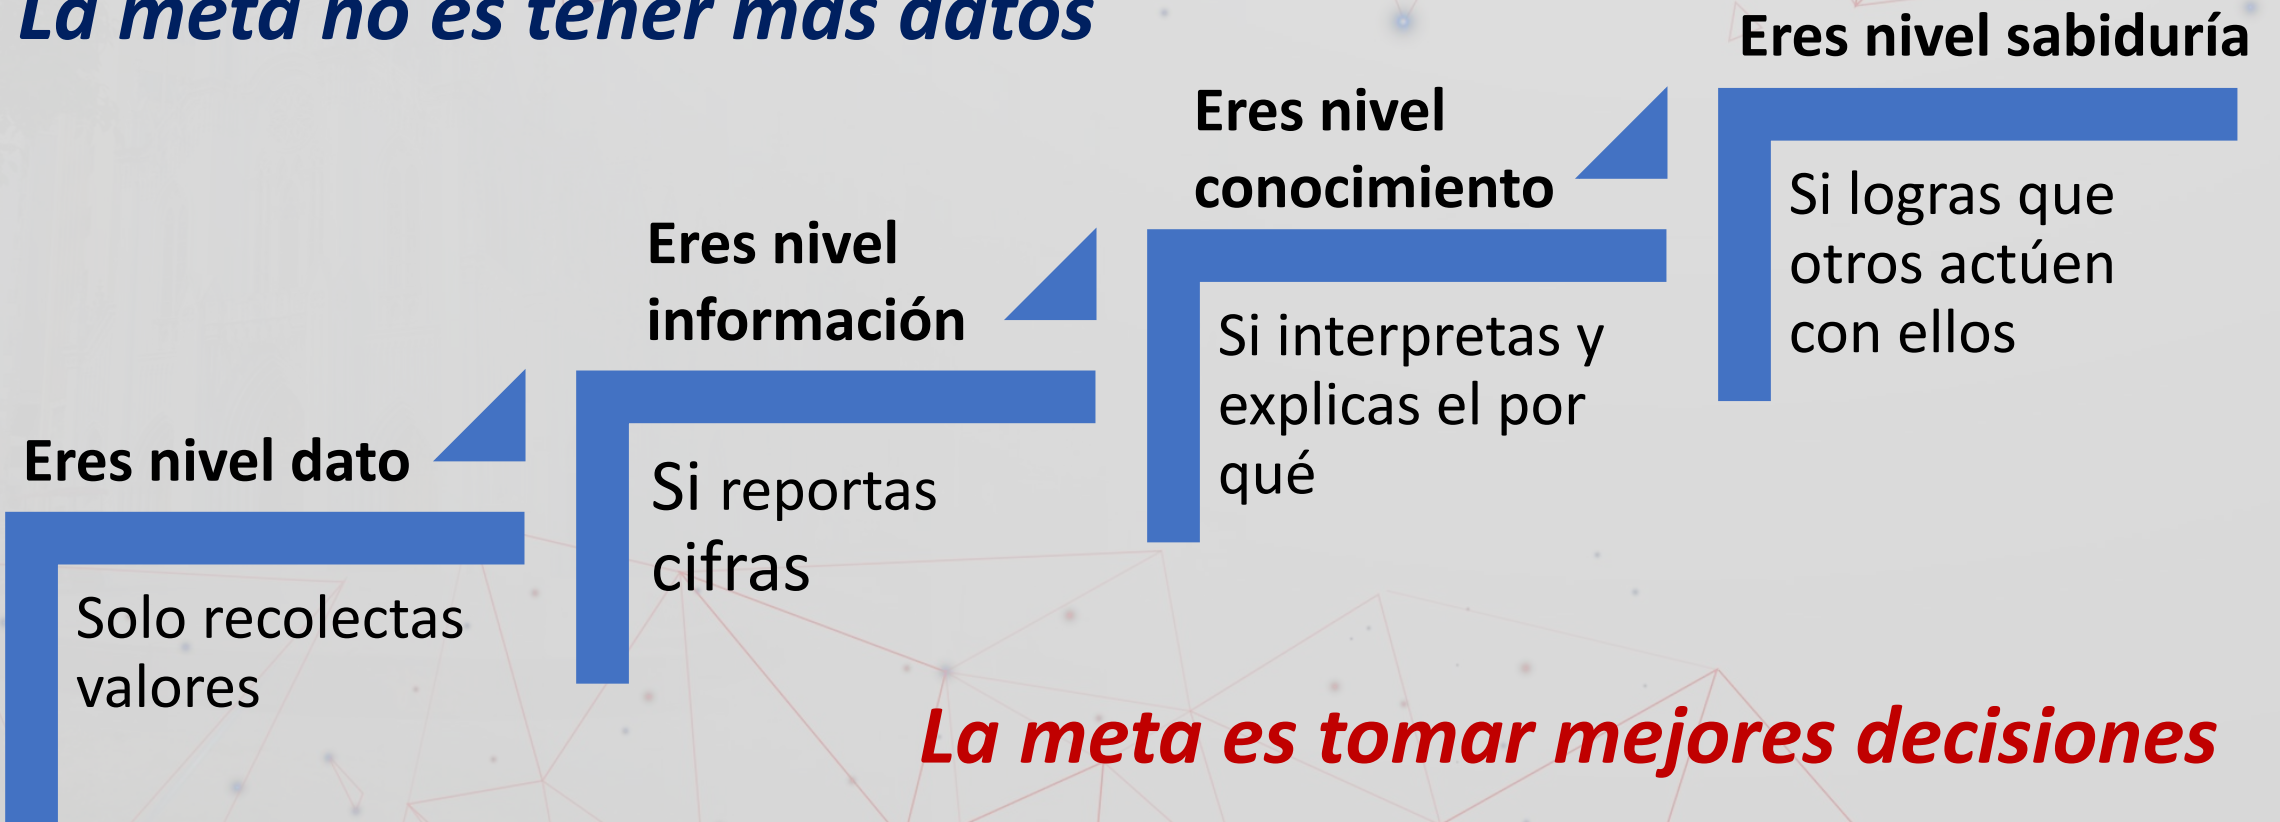 La meta no es tener más datos
Eres nivel dato
Solo recolectas
valores
Eres nivel
información
Si reportas
cifras
Eres nivel
conocimiento
Si interpretas y
explicas el por
qué
Eres nivel sabiduría
Si logras que
otros actúen
con ellos
La meta es tomar mejores decisiones